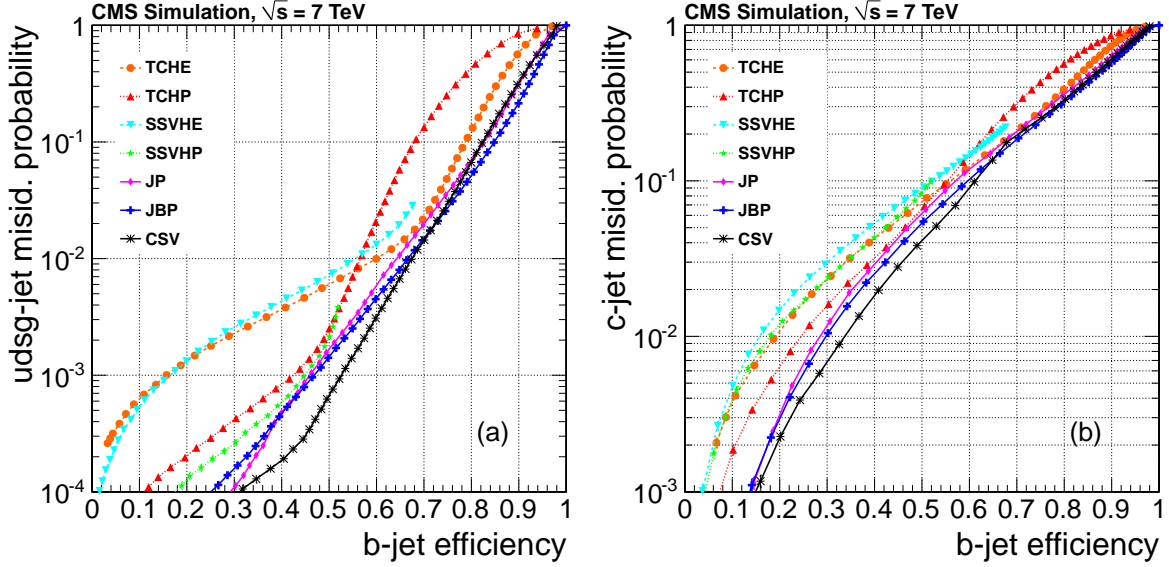 CMS Simulation, √s = 7 TeV
udsg-jet misid. probability
1
10⁻¹
10⁻²
10⁻³
10⁻⁴
TCHE
TCHP
SSVHE
SSVHP
JP
JBP
CSV
(a)
0 0.1 0.2 0.3 0.4 0.5 0.6 0.7 0.8 0.9 1
b-jet efficiency
CMS Simulation, √s = 7 TeV
c-jet misid. probability
1
10⁻¹
10⁻²
10⁻³
TCHE
TCHP
SSVHE
SSVHP
JP
JBP
CSV
(b)
0 0.1 0.2 0.3 0.4 0.5 0.6 0.7 0.8 0.9 1
b-jet efficiency